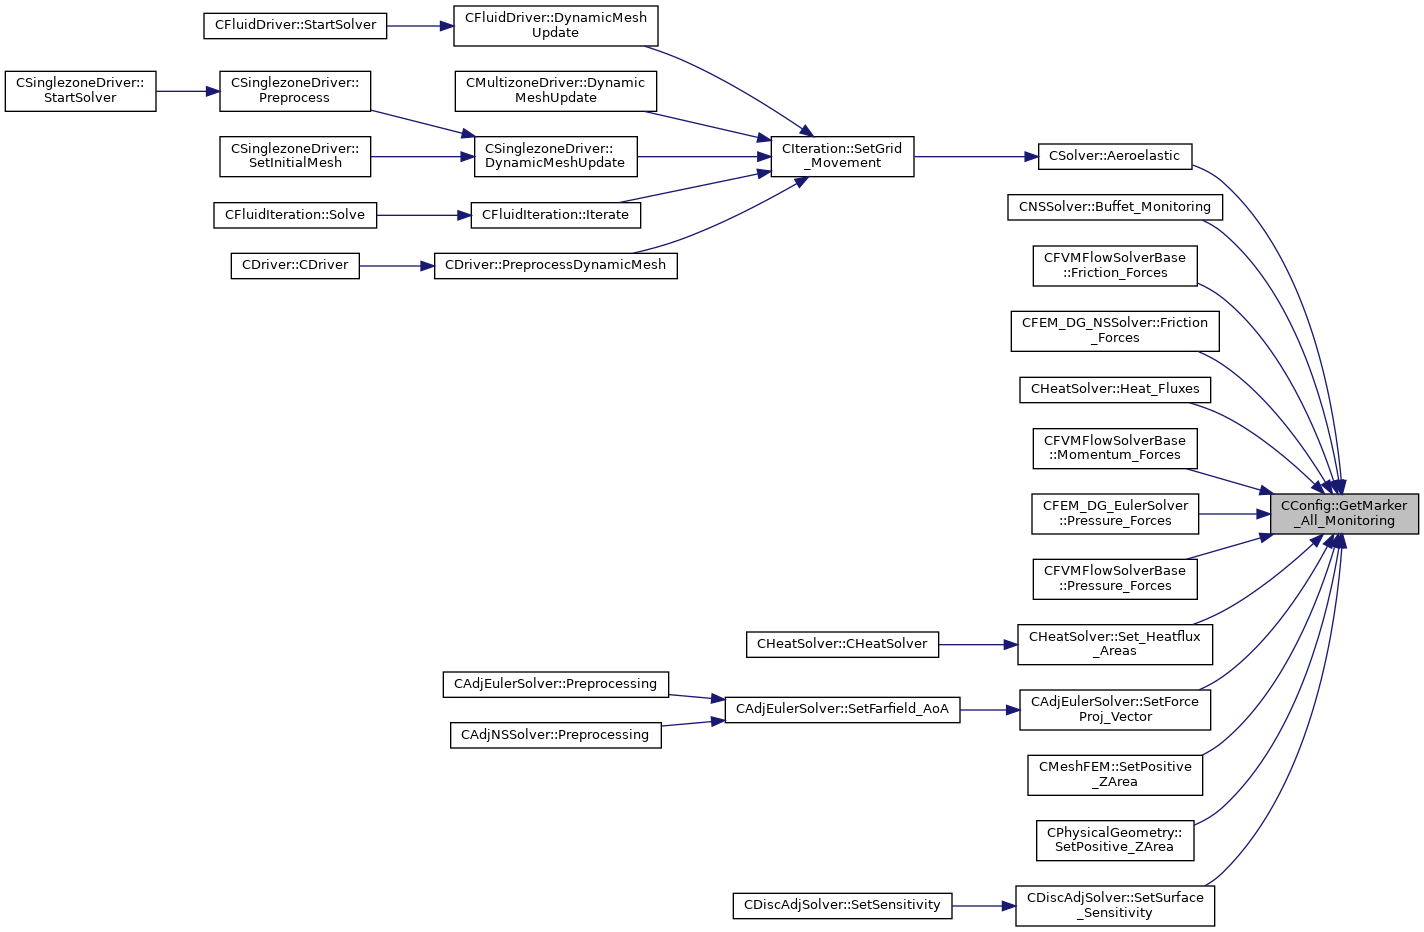 CFluidDriver::StartSolver
CFluidDriver::DynamicMesh
Update
CSinglezoneDriver::
StartSolver
CSinglezoneDriver::
Preprocess
CMultizoneDriver::Dynamic
MeshUpdate
CSinglezoneDriver::
SetInitialMesh
CSinglezoneDriver::
DynamicMeshUpdate
CIteration::SetGrid
_Movement
CSolver::Aeroelastic
CFluidIteration::Solve
CFluidIteration::Iterate
CNSSolver::Buffet_Monitoring
CDriver::CDriver
CDriver::PreprocessDynamicMesh
CFVMFlowSolverBase
::Friction_Forces
CFEM_DG_NSSolver::Friction
_Forces
CHeatSolver::Heat_Fluxes
CFVMFlowSolverBase
::Momentum_Forces
CFEM_DG_EulerSolver
::Pressure_Forces
CConfig::GetMarker
_All_Monitoring
CFVMFlowSolverBase
::Pressure_Forces
CHeatSolver::CHeatSolver
CHeatSolver::Set_Heatflux
_Areas
CAdjEulerSolver::Preprocessing
CAdjNSSolver::Preprocessing
CAdjEulerSolver::SetFarfield_AoA
CAdjEulerSolver::SetForce
Proj_Vector
CMeshFEM::SetPositive
_ZArea
CPhysicalGeometry::
SetPositive_ZArea
CDiscAdjSolver::SetSensitivity
CDiscAdjSolver::SetSurface
_Sensitivity